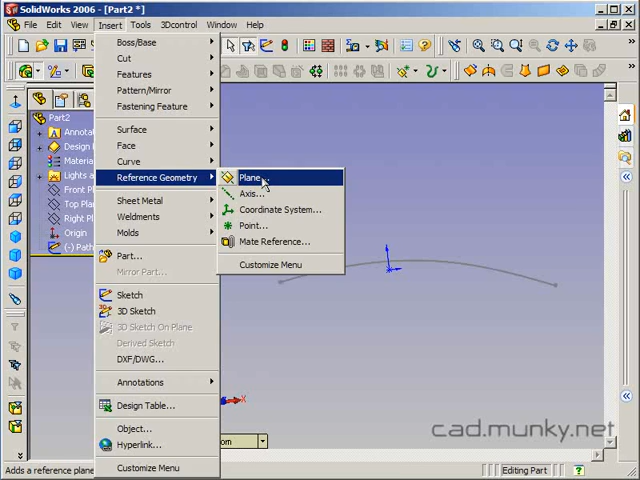 SolidWorks 2006 - [Part2 *]
File Edit View Insert Tools 3Dcontrol Window Help
Part2
Annota
Design
Materia
Lights a
Front P
Top Plan
Right Pl
Origin
(-) Path
Boss/Base
Cut
Features
Pattern/Mirror
Fastening Feature
Surface
Face
Curve
Reference Geometry
Sheet Metal
Weldments
Molds
Part...
Mirror Part...
Sketch
3D Sketch
3D Sketch On Plane
Derived Sketch
DXF/DWG...
Annotations
Design Table...
Object...
Hyperlink...
Customize Menu
Plane...
Axis...
Coordinate System...
Point...
Mate Reference...
Customize Menu
X
om
cad.munky.net
Adds a reference plane
Editing Part
?